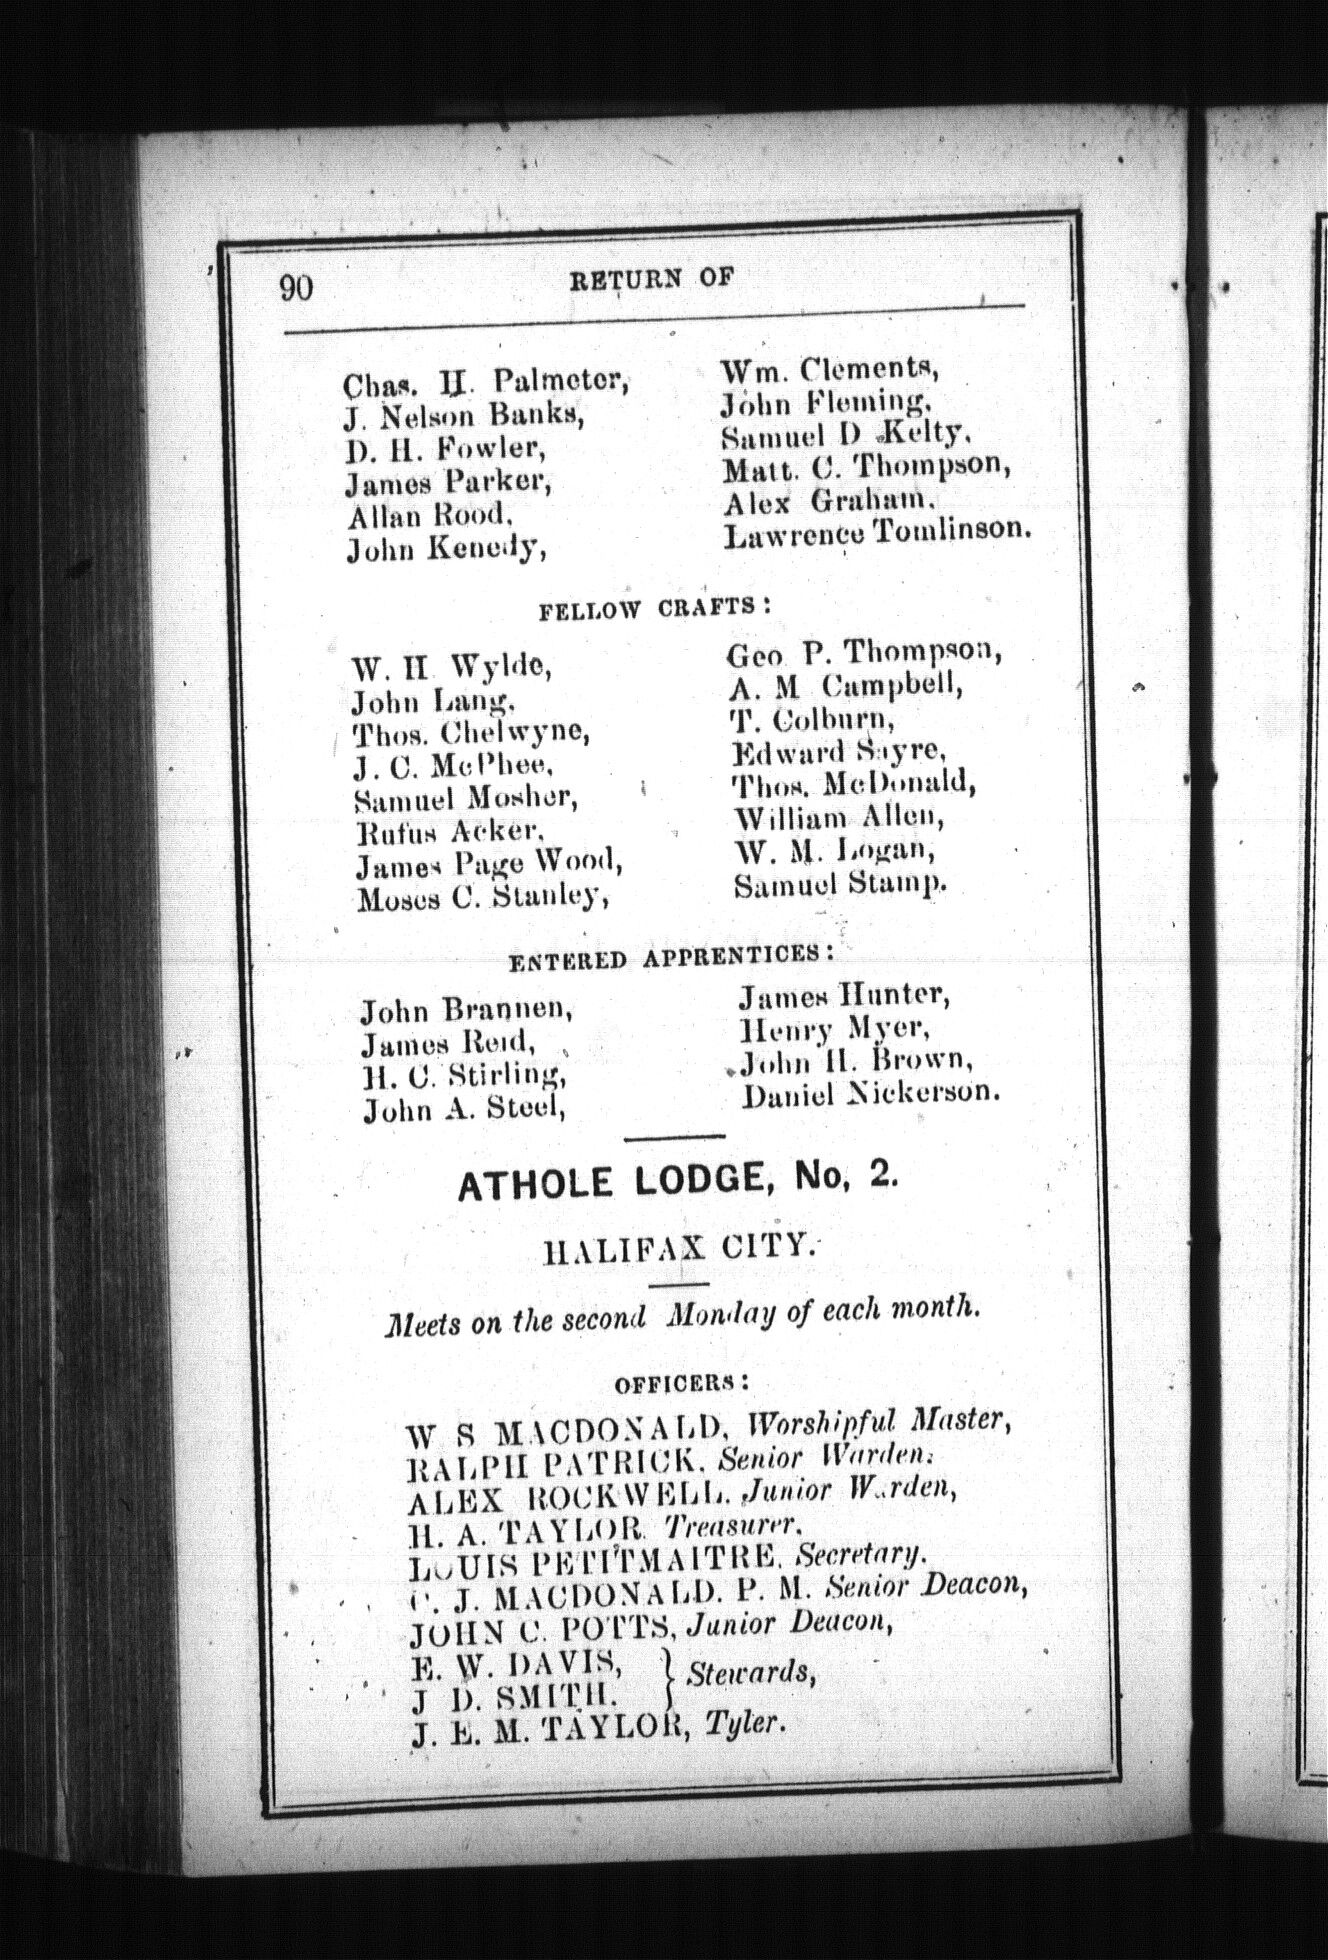 90
RETURN OF
Chas. H. Palmeter,
J. Nelson Banks,
D. H. Fowler,
James Parker,
Allan Rood,
John Kenedy,
Wm. Clements,
John Fleming,
Samuel D Kelty,
Matt. C. Thompson,
Alex Graham,
Lawrence Tomlinson.
FELLOW CRAFTS:
W. H Wylde,
John Lang,
Thos. Chelwyne,
J. C. McPhee,
Samuel Mosher,
Rufus Acker,
James Page Wood,
Moses C. Stanley,
Geo P. Thompson,
A. M Campbell,
T. Colburn,
Edward Sayre,
Thos. McDonald,
William Allen,
W. M. Logan,
Samuel Stamp.
ENTERED APPRENTICES:
John Brannen,
James Reid,
H. C. Stirling,
John A. Steel,
James Hunter,
Henry Myer,
John H. Brown,
Daniel Nickerson.
ATHOLE LODGE, No, 2.
HALIFAX CITY.
Meets on the second Monday of each month.
OFFICERS:
W S MACDONALD, Worshipful Master,
RALPH PATRICK, Senior Warden,
ALEX ROCKWELL, Junior Warden,
H. A. TAYLOR, Treasurer,
LOUIS PETITMAITRE, Secretary.
C. J. MACDONALD. P. M. Senior Deacon,
JOHN C. POTTS, Junior Deacon,
E. W. DAVIS,
J D. SMITH. } Stewards,
J. E. M. TAYLOR, Tyler.